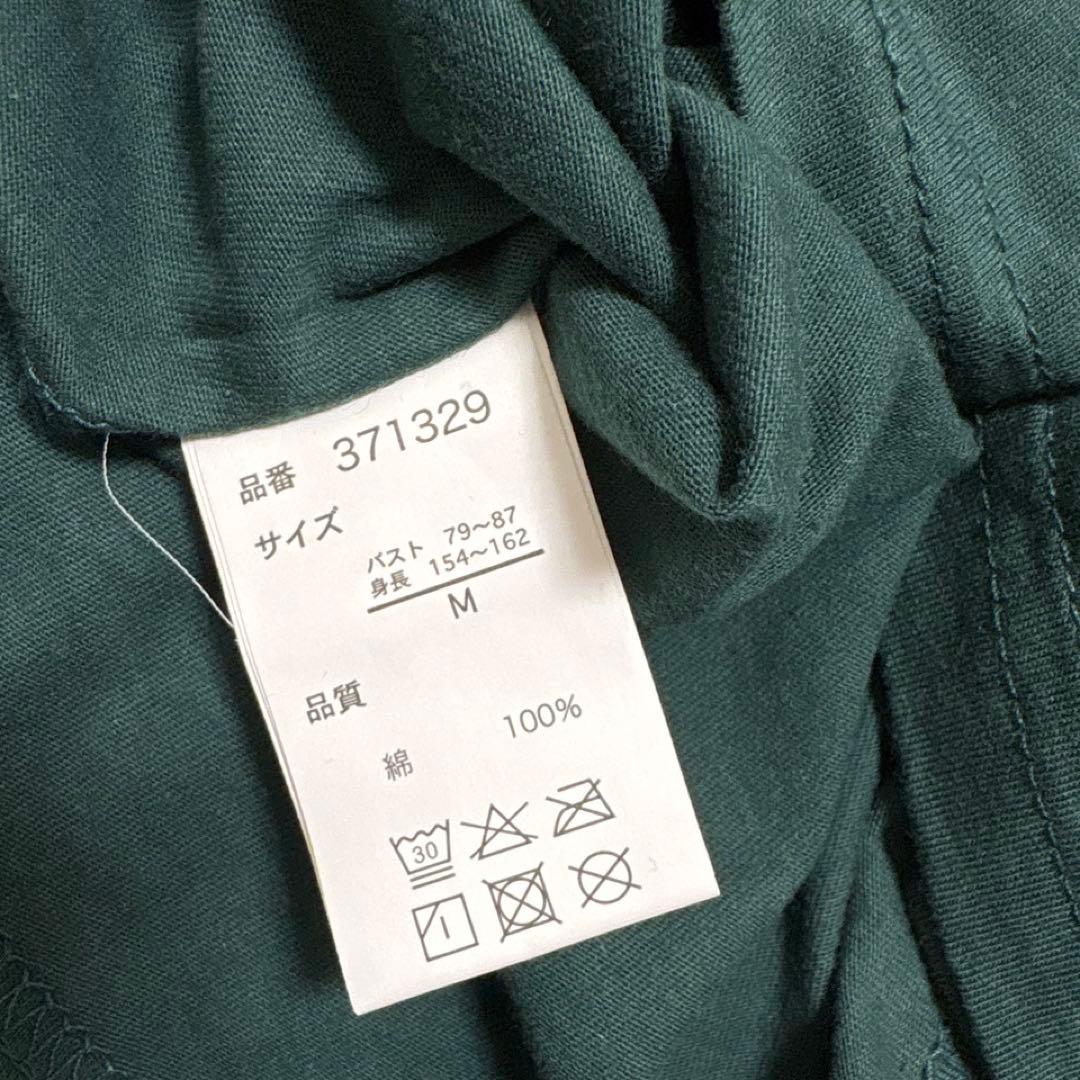 品番 371329
サイズ
バスト 79～87
身長 154～162
M
品質
綿 100%
30